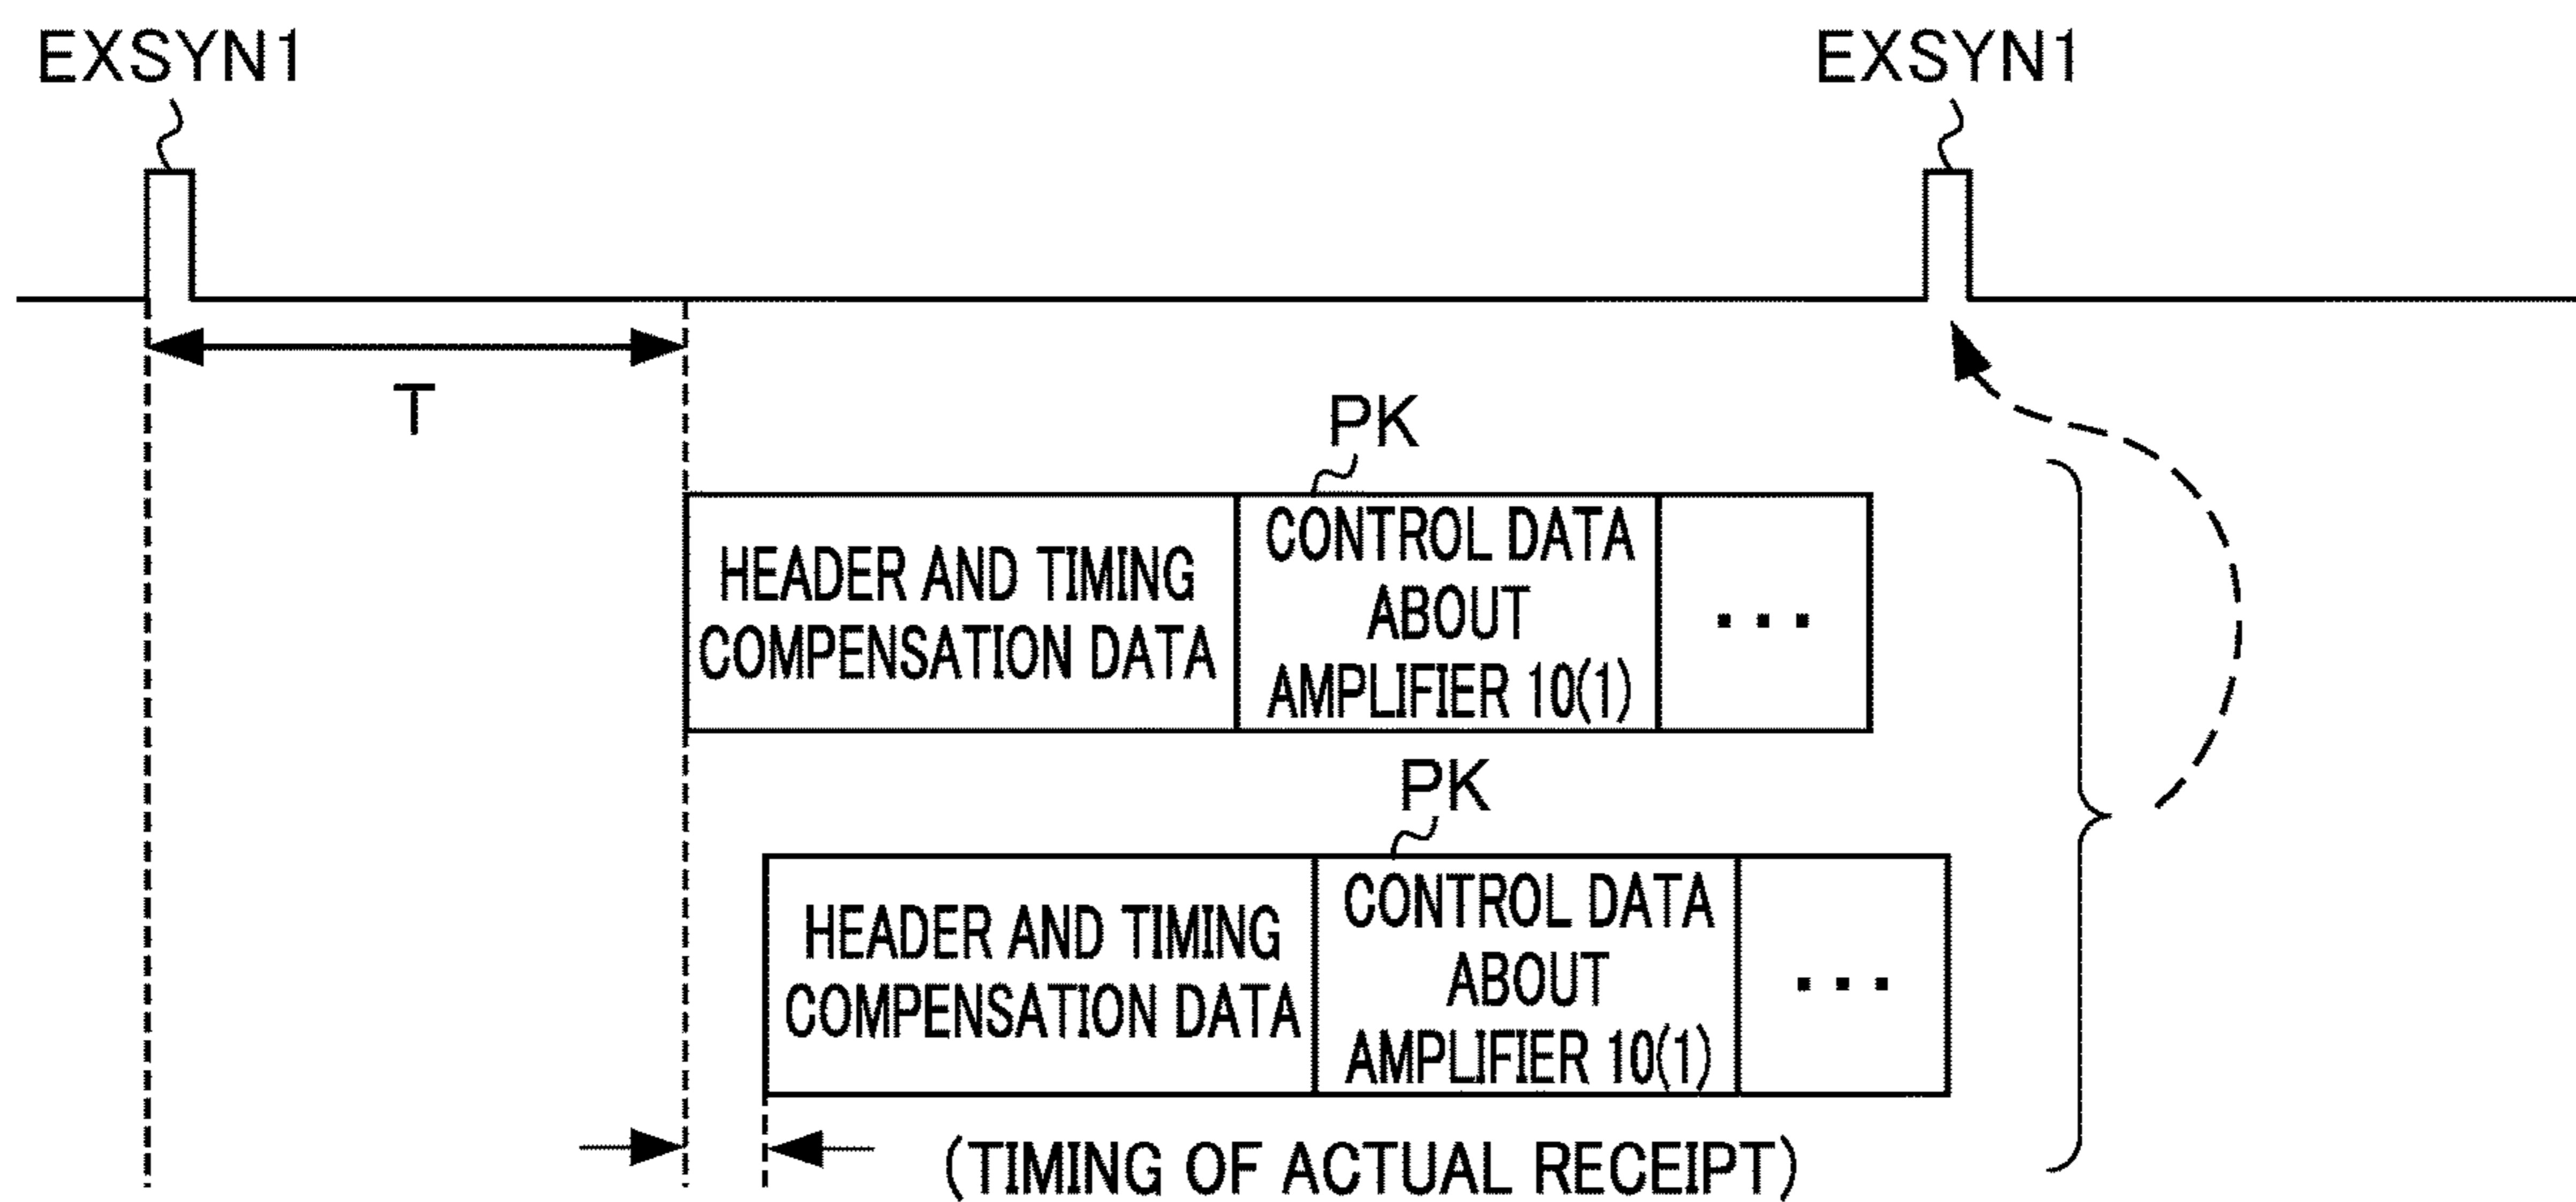 EXSYN1
EXSYN1
T
PK
HEADER AND TIMING
COMPENSATION DATA
CONTROL DATA
ABOUT
AMPLIFIER 10(1)
...
PK
HEADER AND TIMING
COMPENSATION DATA
CONTROL DATA
ABOUT
AMPLIFIER 10(1)
...
(TIMING OF ACTUAL RECEIPT)